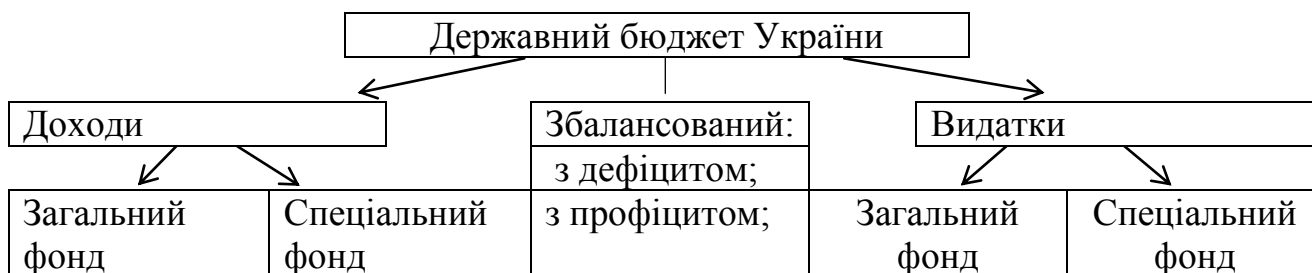 Державний бюджет України
Доходи
Збалансований:
з дефіцитом;
з профіцитом;
Видатки
Загальний
фонд
Спеціальний
фонд
Загальний
фонд
Спеціальний
фонд